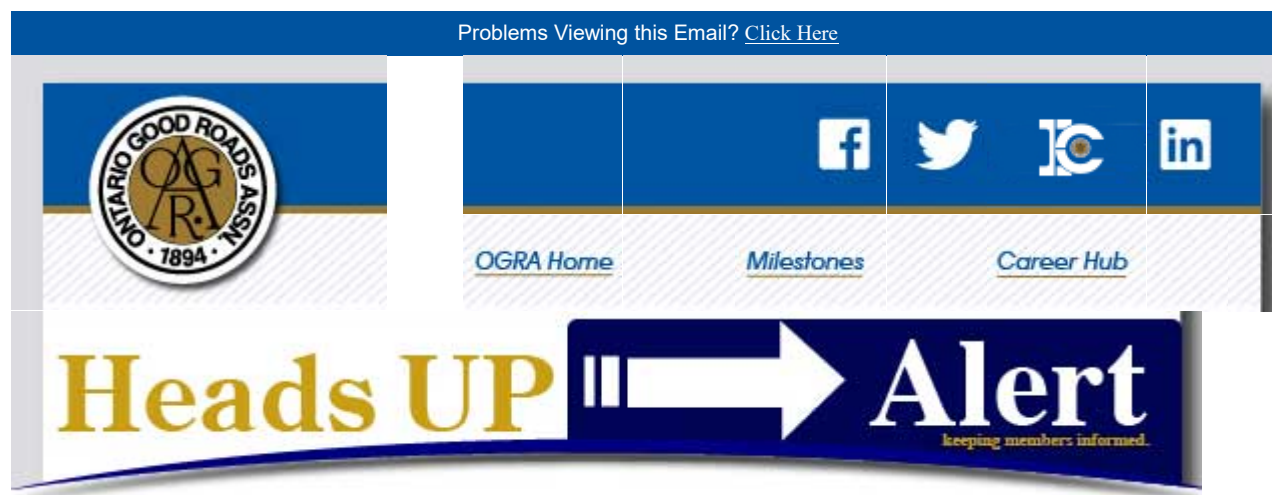 Problems Viewing this Email? Click Here
ONTARIO GOOD ROADS ASSN.
OGRA
· 1894 ·
OGRA Home Milestones Career Hub
Heads UP Alert
keeping members informed.